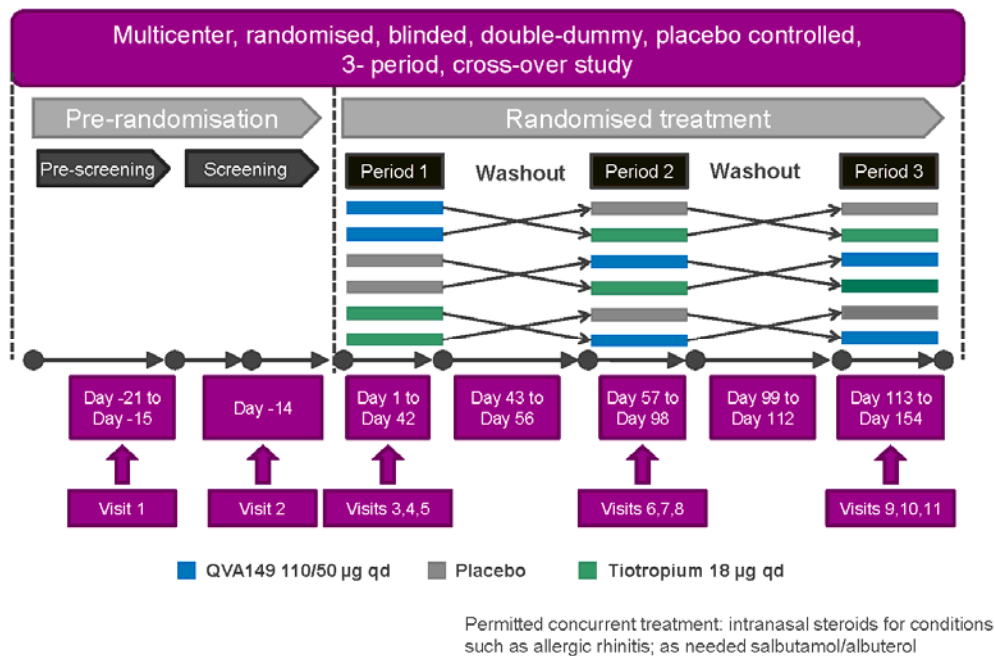 Multicenter, randomised, blinded, double-dummy, placebo controlled,
3- period, cross-over study
Pre-randomisation
Randomised treatment
Pre-screening
Screening
Period 1
Washout
Period 2
Washout
Period 3
Day -21 to
Day -15
Day -14
Day 1 to
Day 42
Day 43 to
Day 56
Day 57 to
Day 98
Day 99 to
Day 112
Day 113 to
Day 154
Visit 1
Visit 2
Visits 3,4,5
Visits 6,7,8
Visits 9,10,11
QVA149 110/50 µg qd
Placebo
Tiotropium 18 µg qd
Permitted concurrent treatment: intranasal steroids for conditions
such as allergic rhinitis; as needed salbutamol/albuterol